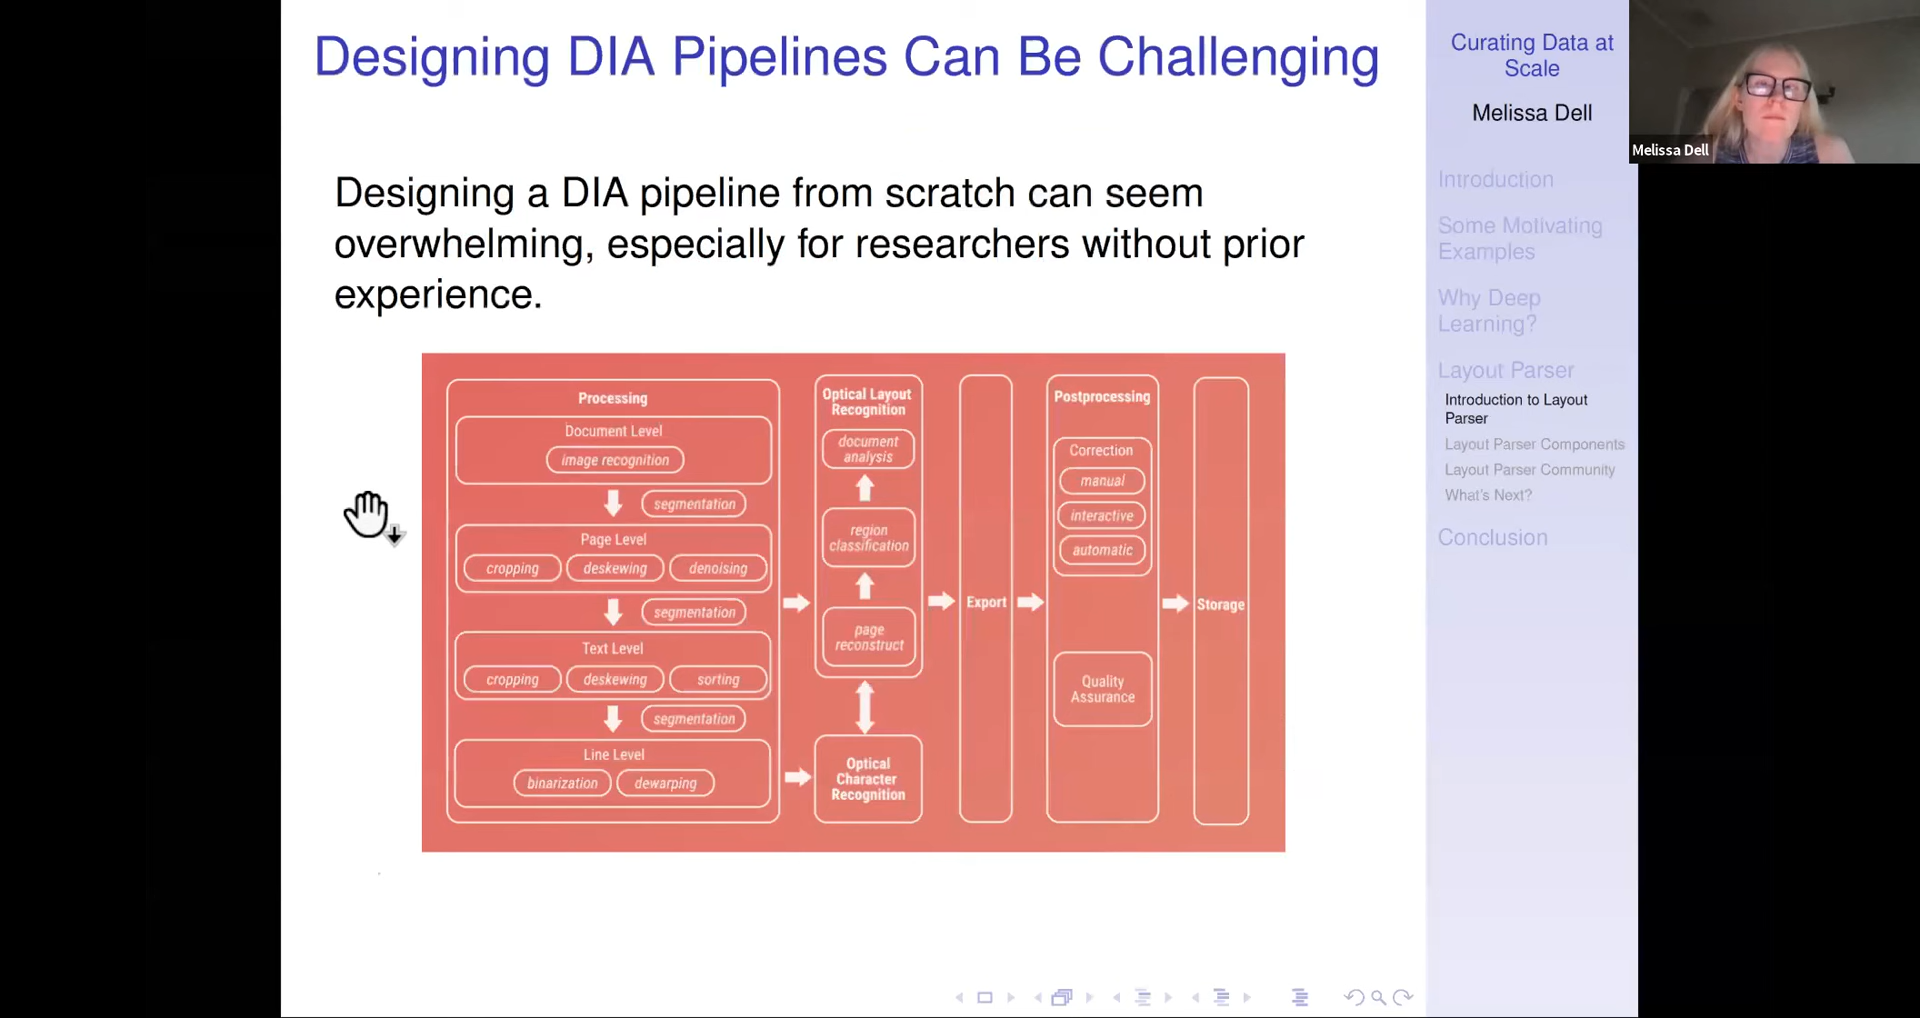 Designing DIA Pipelines Can Be Challenging
Designing a DIA pipeline from scratch can seem
overwhelming, especially for researchers without prior
experience.
Processing
Document Level
image recognition
segmentation
Page Level
cropping deskewing denoising
segmentation
Text Level
cropping deskewing sorting
segmentation
Line Level
binarization dewarping
Optical Layout
Recognition
document
analysis
region
classification
page
reconstruct
Optical
Character
Recognition
Export
Postprocessing
Correction
manual
interactive
automatic
Quality
Assurance
Storage
Curating Data at
Scale
Melissa Dell
Introduction
Some Motivating
Examples
Why Deep
Learning?
Layout Parser
Introduction to Layout
Parser
Layout Parser Components
Layout Parser Community
What's Next?
Conclusion
Melissa Dell